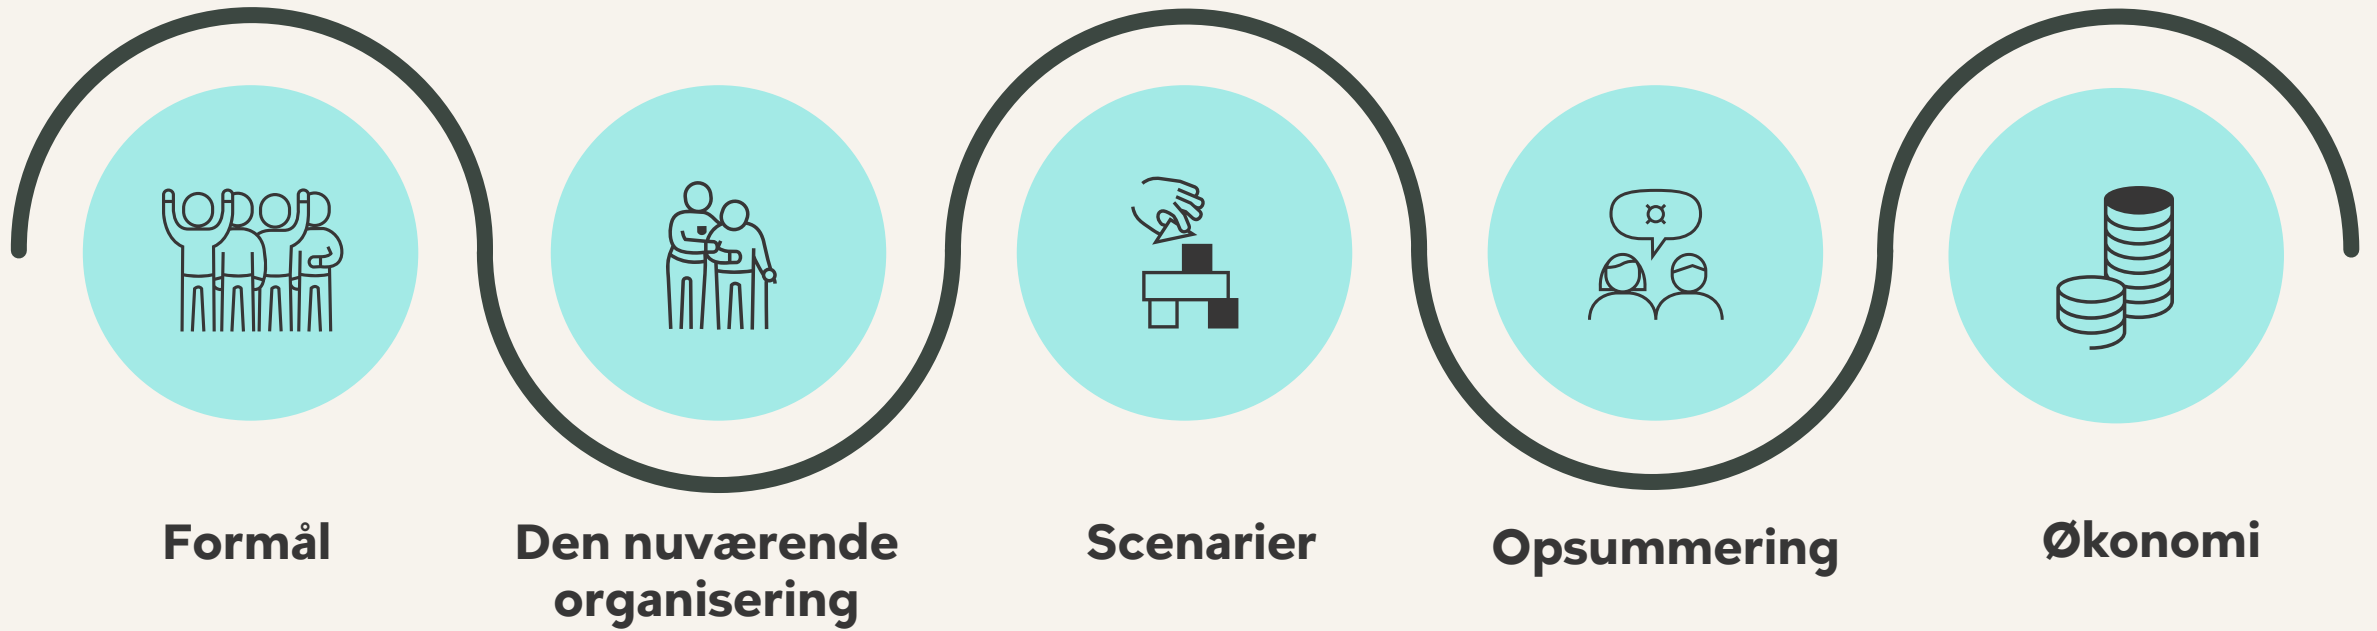 Formål
Den nuværende
organisering
Scenarier
Opsummering
Økonomi